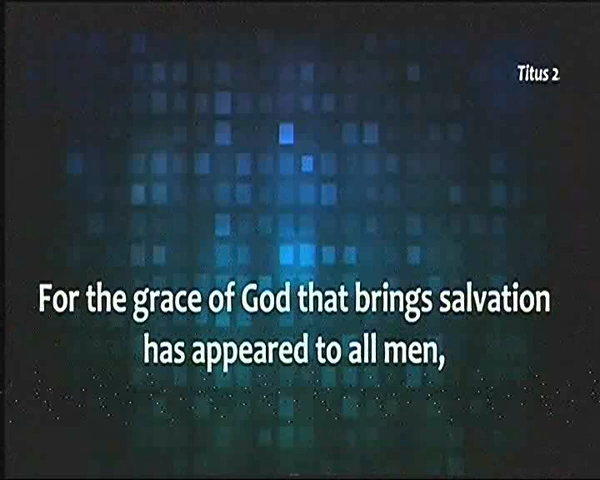 Titus 2
For the grace of God that brings salvation
has appeared to all men,